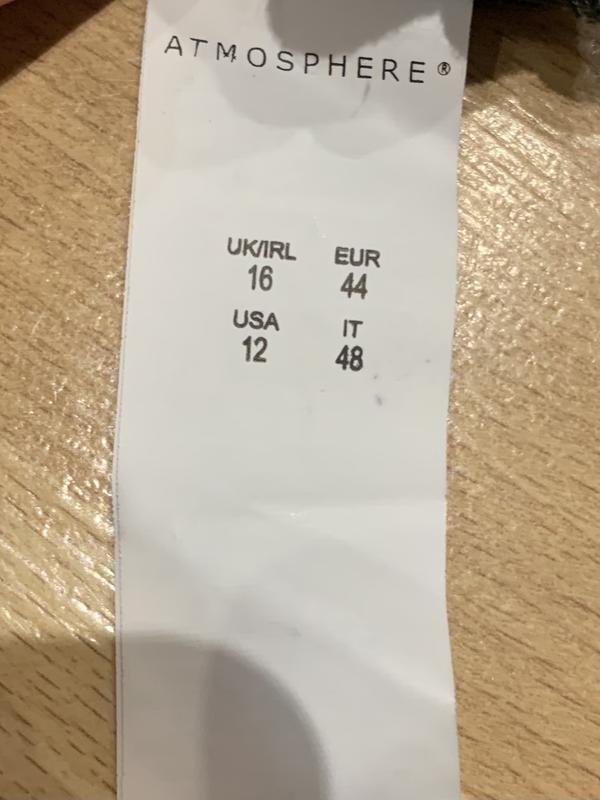 ATMOSPHERE®
UK/IRL EUR
16 44
USA IT
12 48